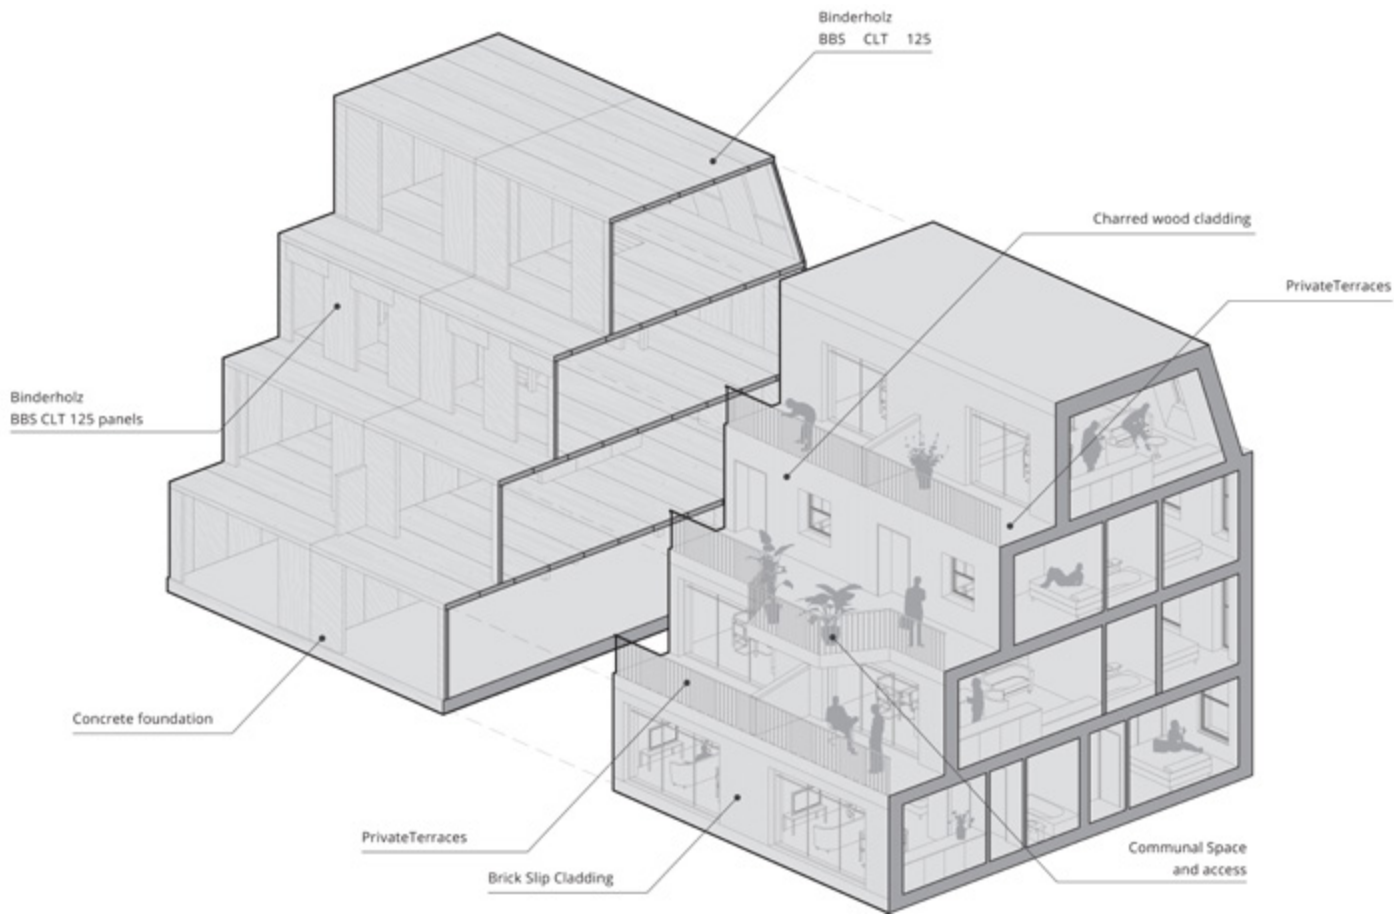 Binderholz
BBS CLT 125
Charred wood cladding
PrivateTerraces
Binderholz
BBS CLT 125 panels
Concrete foundation
PrivateTerraces
Brick Slip Cladding
Communal Space
and access